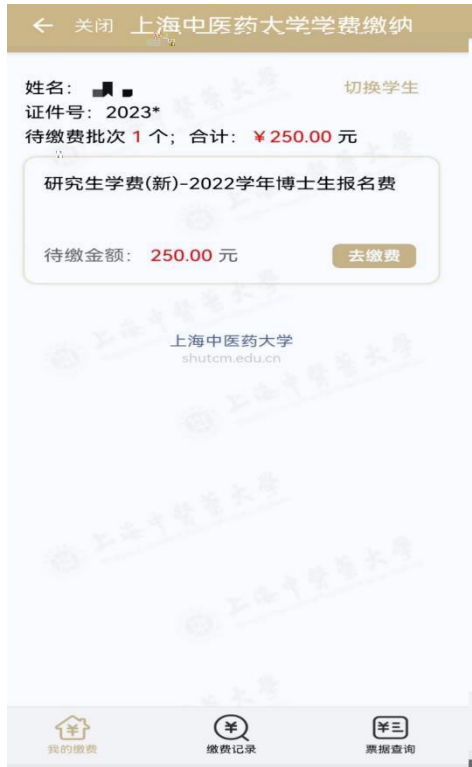 关闭 上海中医药大学学费缴纳
姓名：
切换学生
证件号：2023*
待缴费批次 1 个；合计：￥250.00 元
研究生学费(新)-2022学年博士生报名费
待缴金额：250.00 元
去缴费
上海中医药大学
shutcm.edu.cn
我的缴费
缴费记录
票据查询